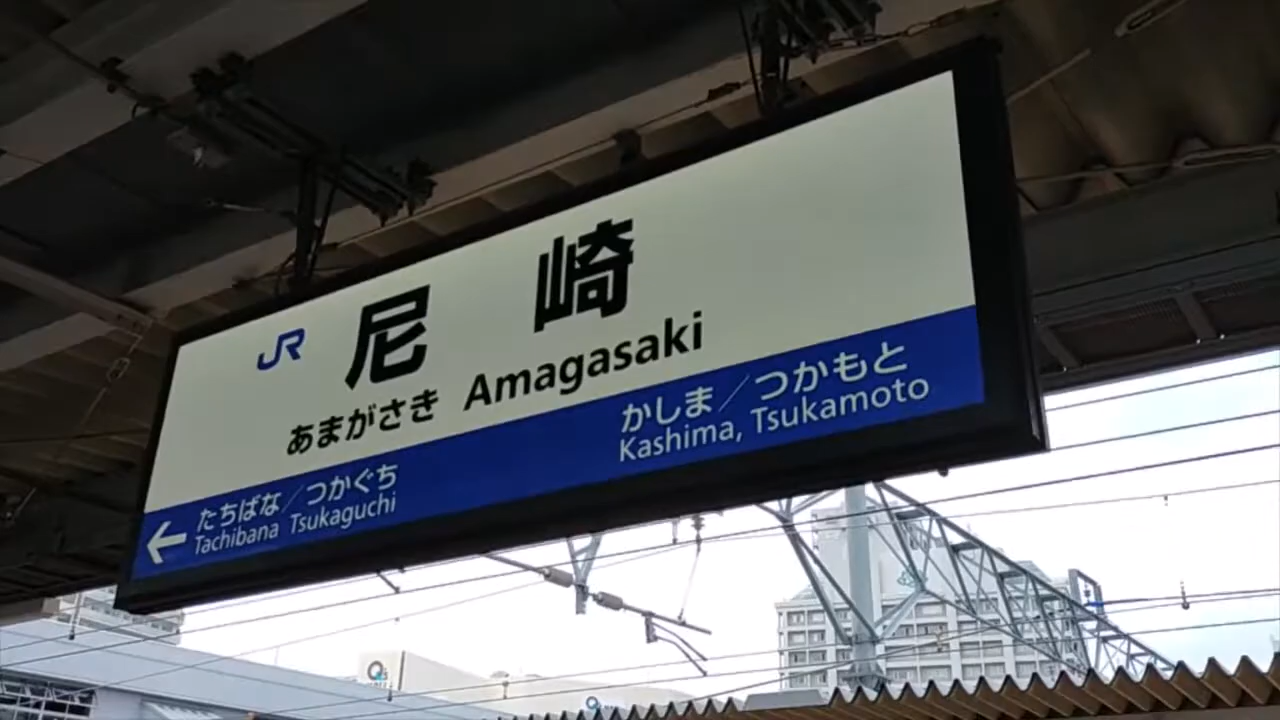 JR 尼崎
あまがさき Amagasaki
かしま/つかもと
Kashima, Tsukamoto
たちばな/つかぐち
Tachibana Tsukaguchi